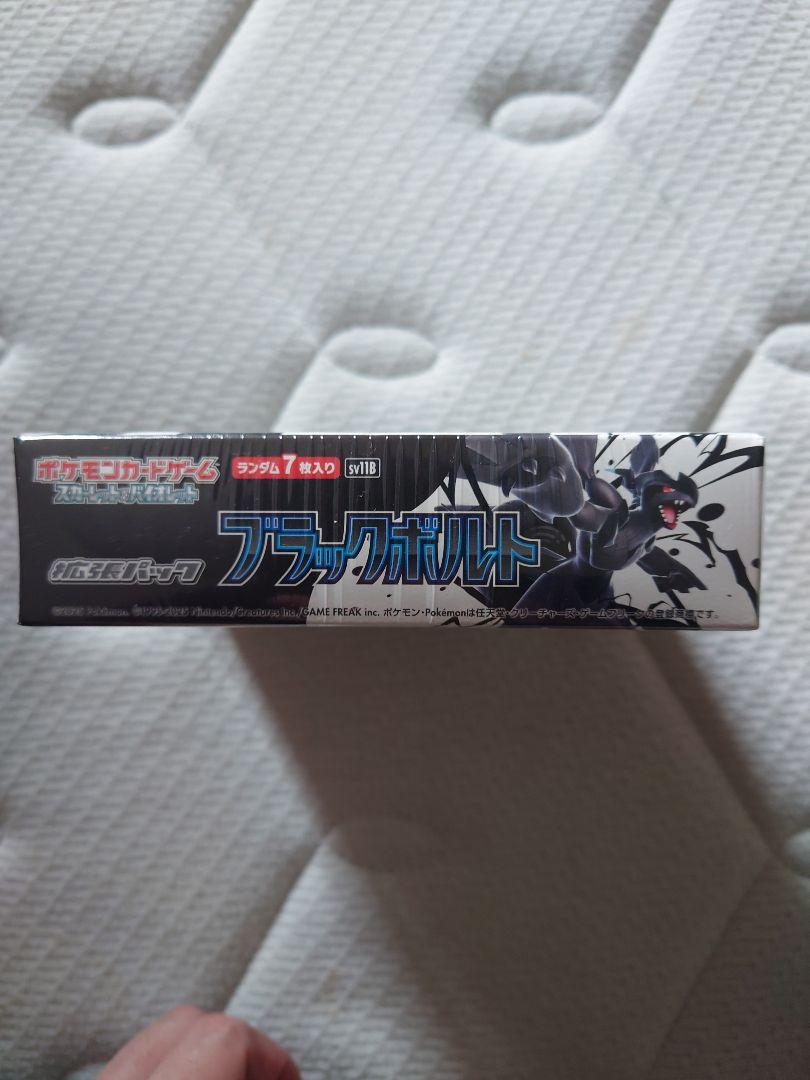 ポケモンカードゲーム
スカーレット&バイオレット
ランダム7枚入り sv11B
拡張パック ブラックボルト
©2025 Pokémon. ©1995-2025 Nintendo/Creatures Inc./GAME FREAK inc. ポケモン・Pokémonは任天堂・クリーチャーズ・ゲームフリークの登録商標です。